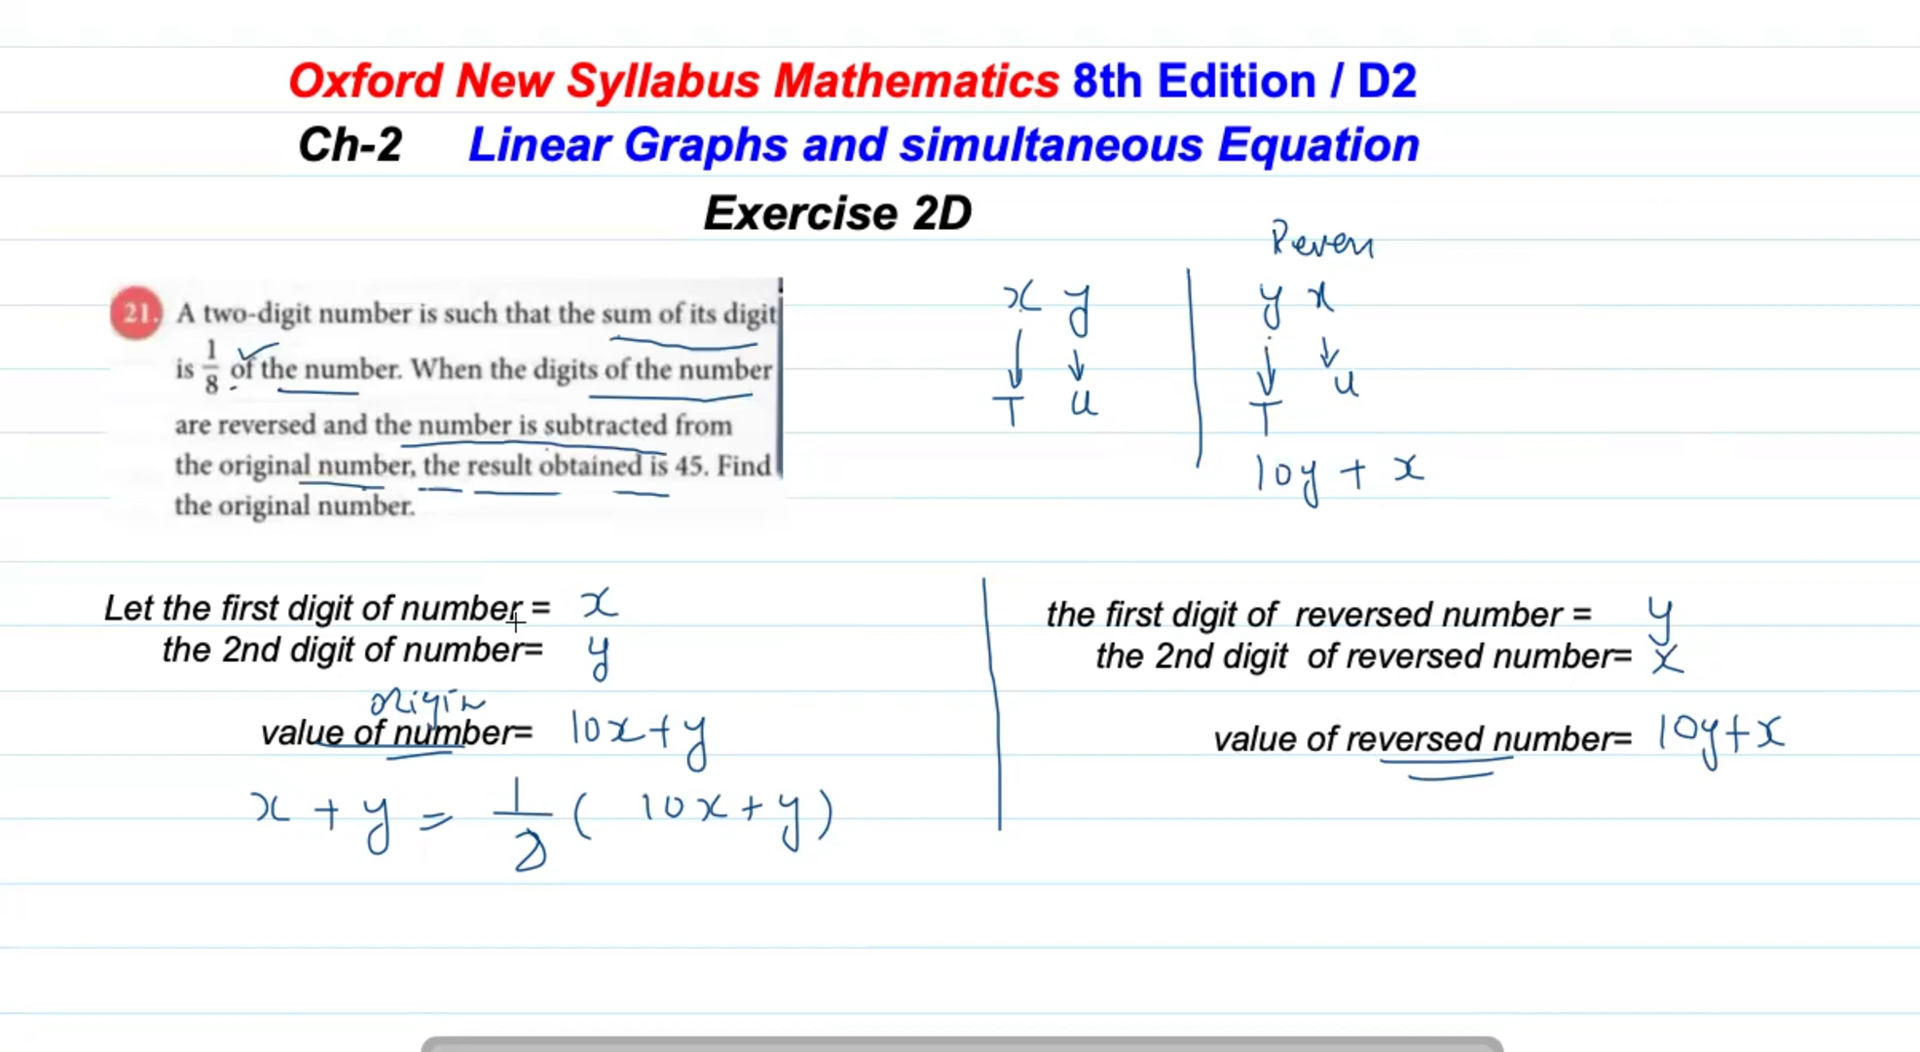 Oxford New Syllabus Mathematics 8th Edition / D2
Ch-2 Linear Graphs and simultaneous Equation
Exercise 2D
21. A two-digit number is such that the sum of its digit
is 1/8 of the number. When the digits of the number
are reversed and the number is subtracted from
the original number, the result obtained is 45. Find
the original number.
x y
T u
Revers
y x
T u
10y + x
Let the first digit of number = x
the 2nd digit of number= y
origin
value of number= 10x+y
x + y = 1/8 ( 10x+y)
the first digit of reversed number = y
the 2nd digit of reversed number= x
value of reversed number= 10y+x